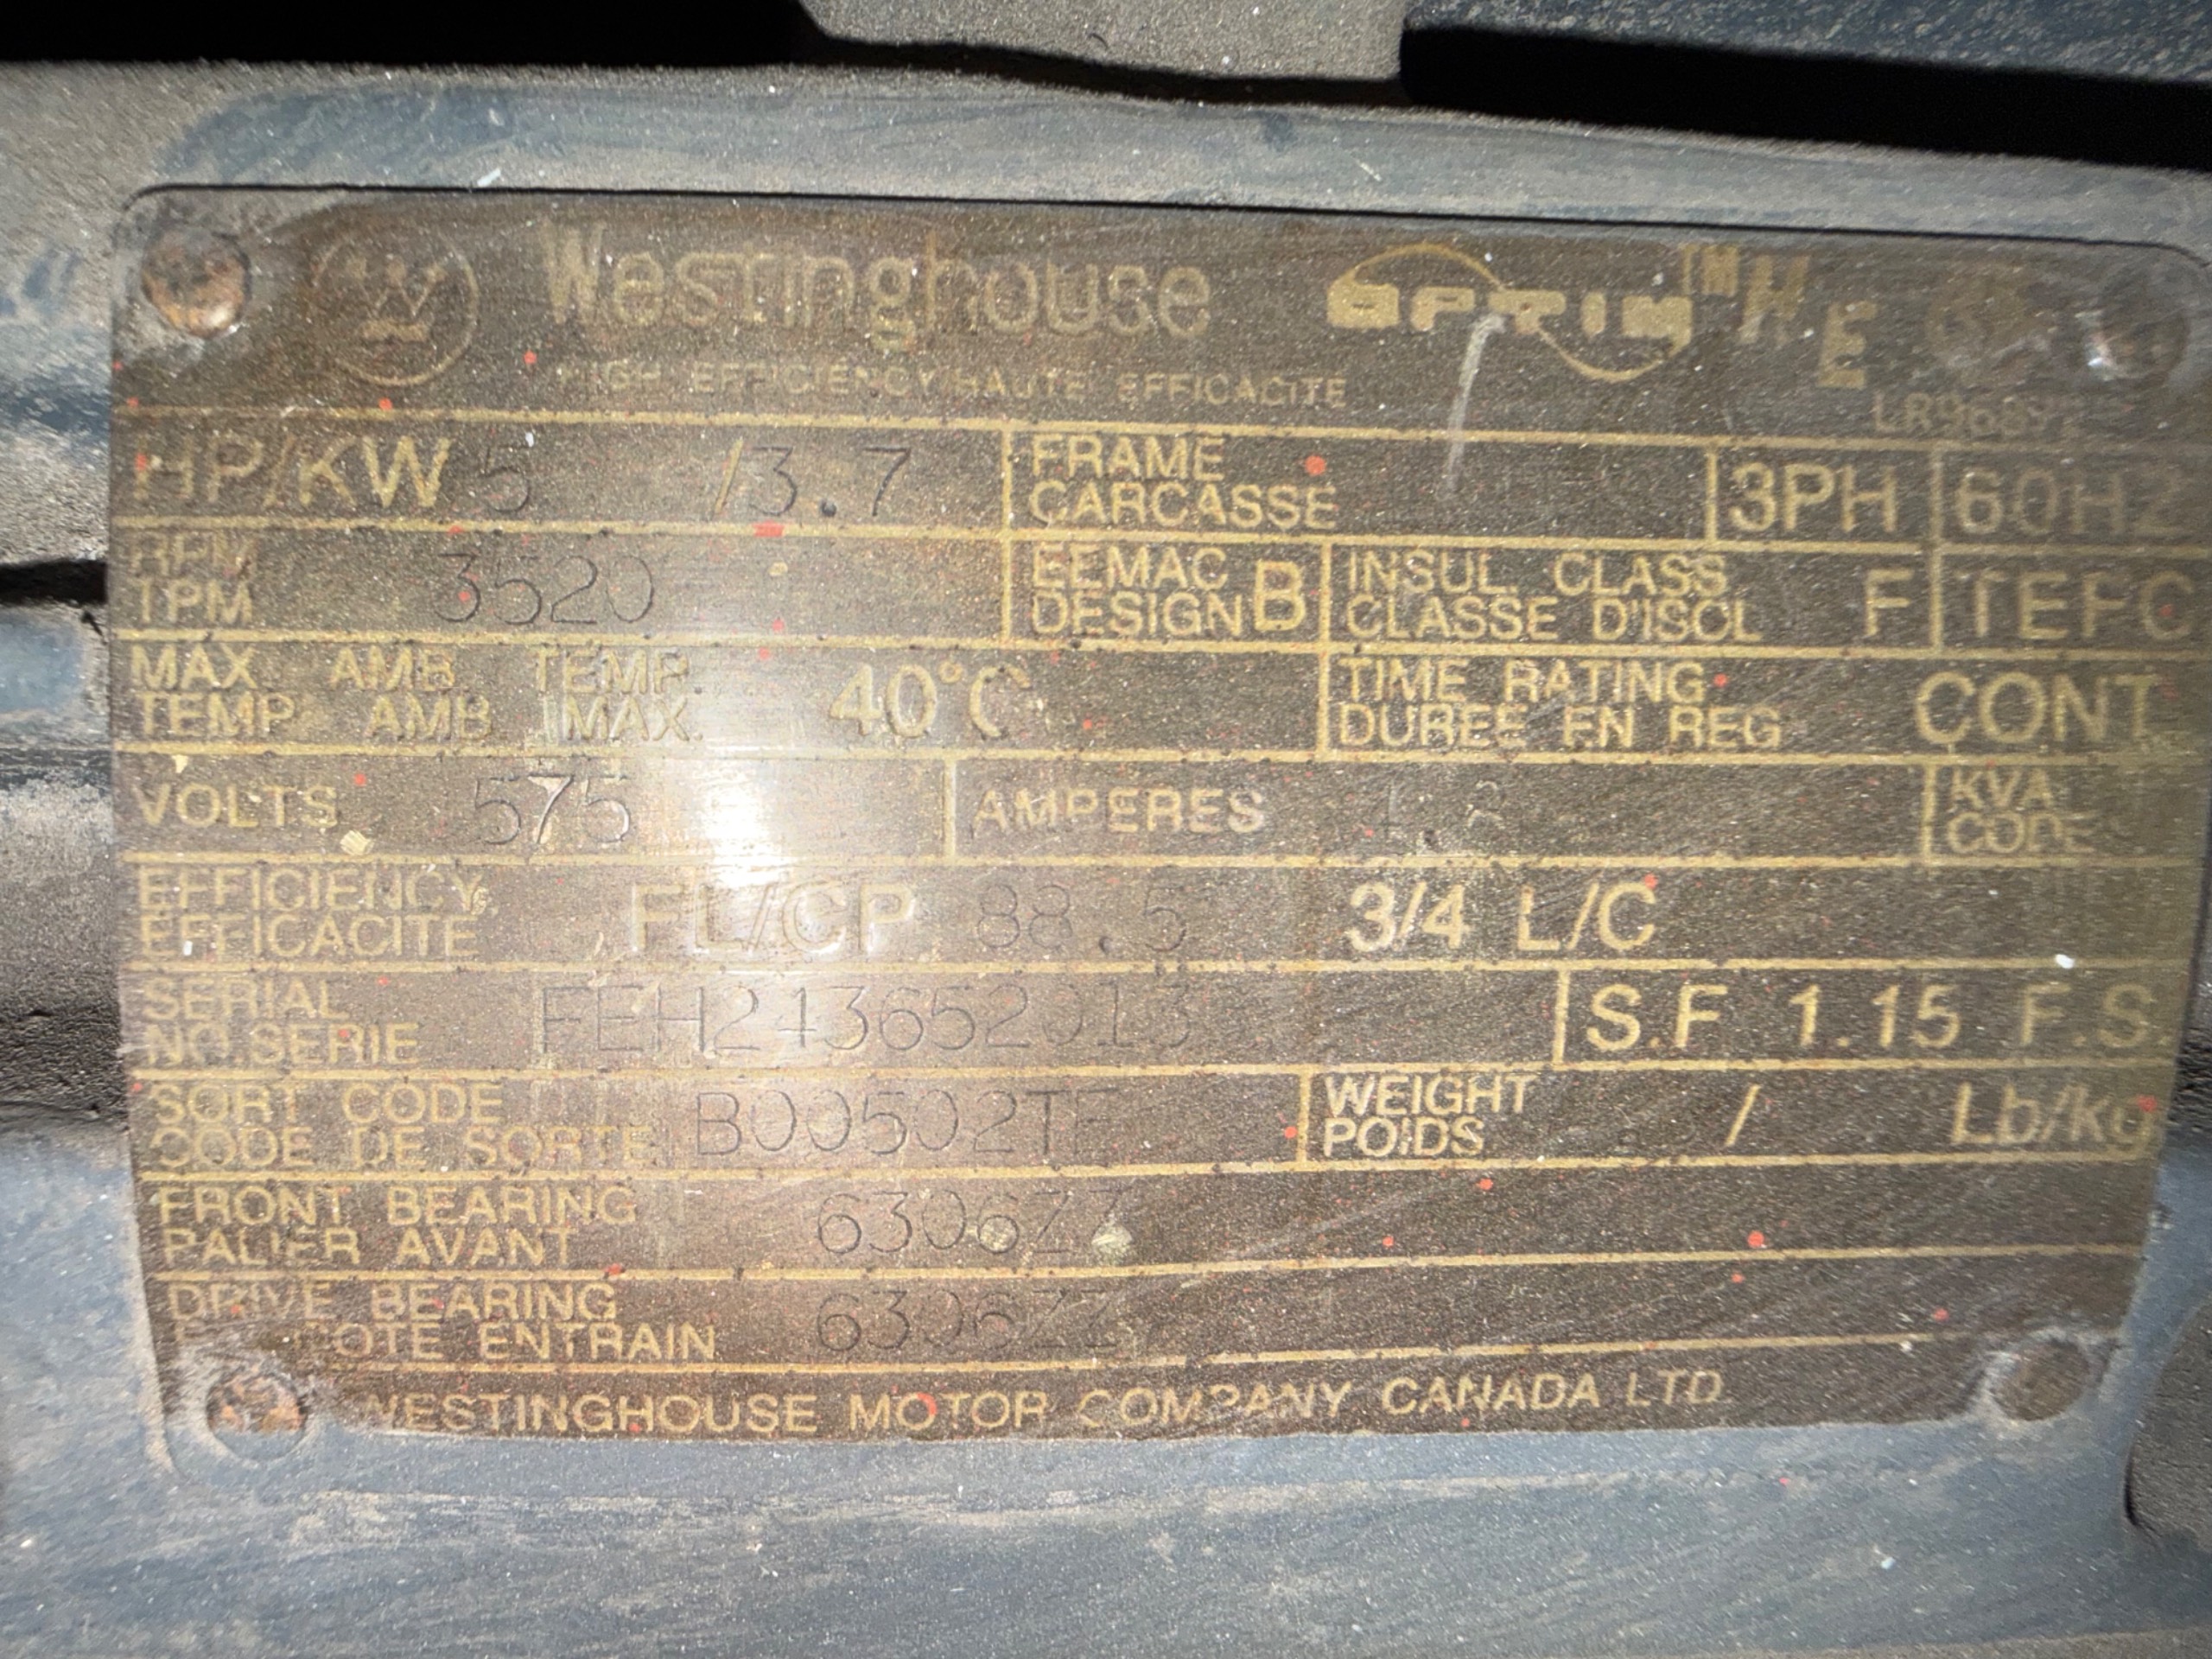 Westinghouse OPTIM HE
HIGH EFFICIENCY/HAUTE EFFICACITE
HP/KW 5 /3.7 FRAME CARCASSE 3PH 60HZ
RPM TPM 3520 EEMAC DESIGN B INSUL CLASS CLASSE D'ISOL F TEFC
MAX. AMB. TEMP. TEMP. AMB. MAX. 40°C TIME RATING DUREE EN REG CONT
VOLTS 575 AMPERES KVA CODE
EFFICIENCY EFFICACITE FL/CP 88.5 3/4 L/C
SERIAL NO.SERIE FEH243652013 S.F 1.15 F.S.
SORT CODE CODE DE SORTE B00502TF WEIGHT POIDS / Lb/kg
FRONT BEARING PALIER AVANT 6306ZZ
DRIVE BEARING ENTRAIN 6306ZZ
WESTINGHOUSE MOTOR COMPANY CANADA LTD